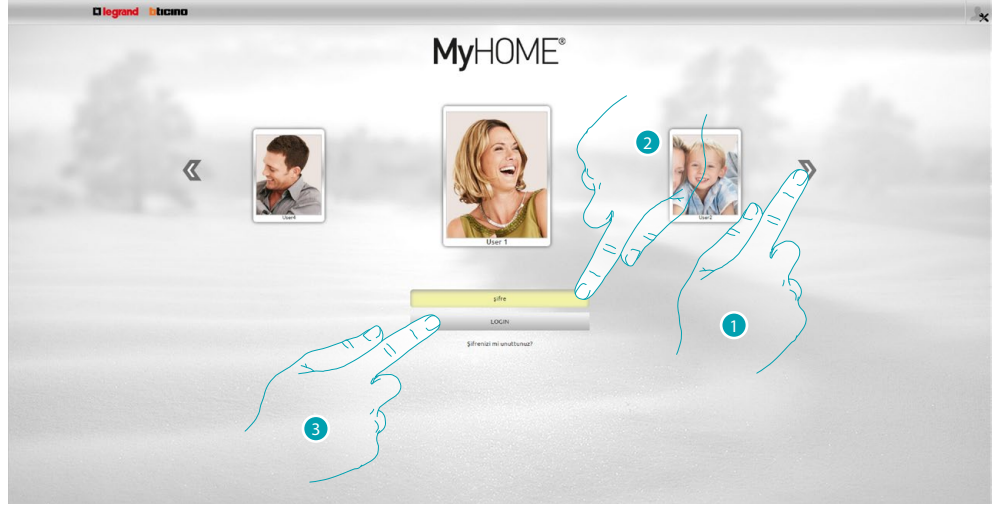 legrand bticino
MyHOME®
User4
User 1
User2
2
1
şifre
LOGIN
Şifrenizi mi unuttunuz?
3